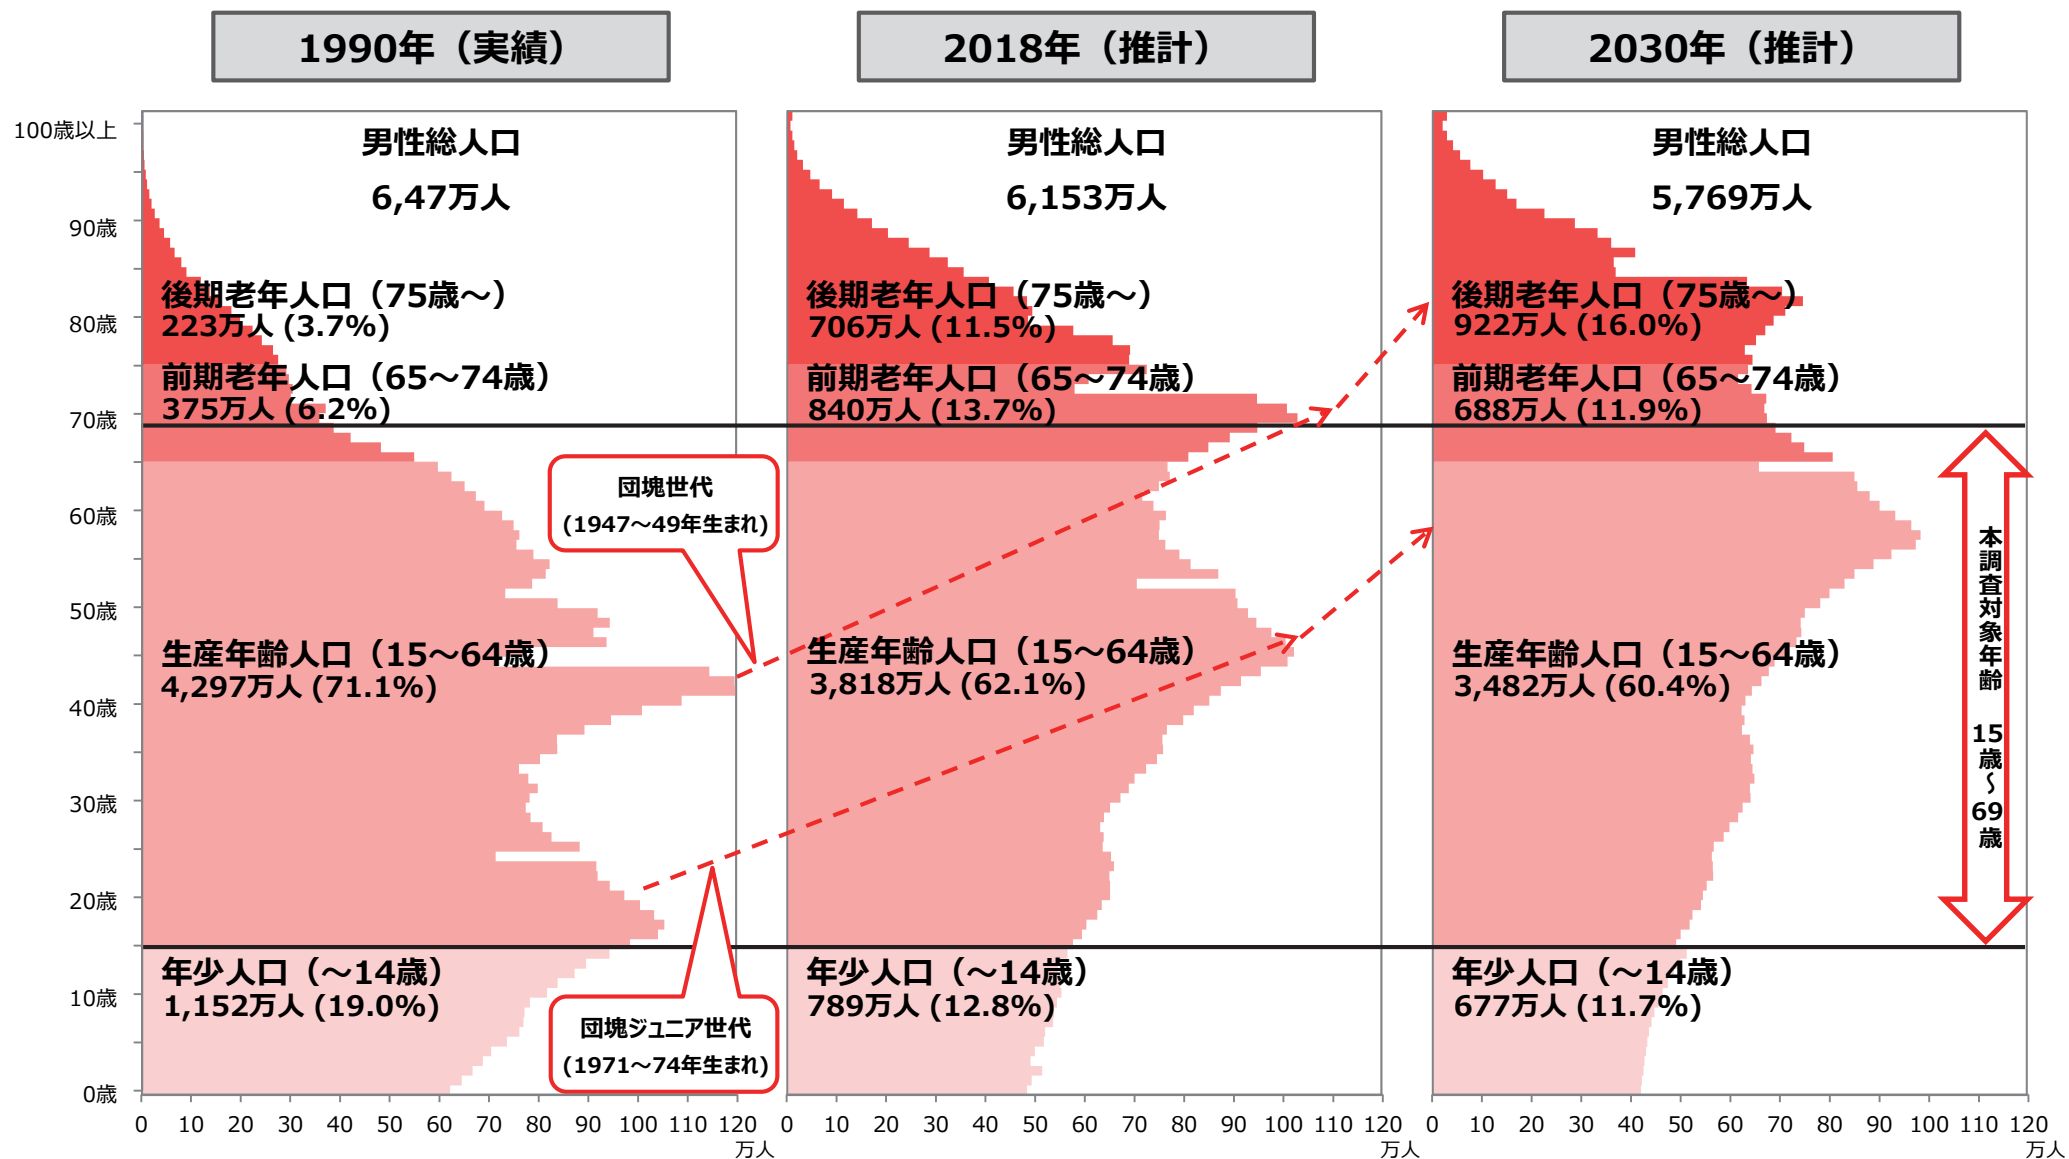 1990年（実績）
2018年（推計）
2030年（推計）
100歳以上
90歳
80歳
70歳
60歳
50歳
40歳
30歳
20歳
10歳
0歳
男性総人口
6,47万人
後期老年人口（75歳～）
223万人 (3.7%)
前期老年人口（65～74歳）
375万人 (6.2%)
生産年齢人口（15～64歳）
4,297万人 (71.1%)
年少人口（～14歳）
1,152万人 (19.0%)
0 10 20 30 40 50 60 70 80 90 100 110 120
万人
団塊世代
(1947～49年生まれ)
団塊ジュニア世代
(1971～74年生まれ)
男性総人口
6,153万人
後期老年人口（75歳～）
706万人 (11.5%)
前期老年人口（65～74歳）
840万人 (13.7%)
生産年齢人口（15～64歳）
3,818万人 (62.1%)
年少人口（～14歳）
789万人 (12.8%)
0 10 20 30 40 50 60 70 80 90 100 110 120
万人
男性総人口
5,769万人
後期老年人口（75歳～）
922万人 (16.0%)
前期老年人口（65～74歳）
688万人 (11.9%)
生産年齢人口（15～64歳）
3,482万人 (60.4%)
年少人口（～14歳）
677万人 (11.7%)
0 10 20 30 40 50 60 70 80 90 100 110 120
万人
本調査対象年齢　15歳～69歳